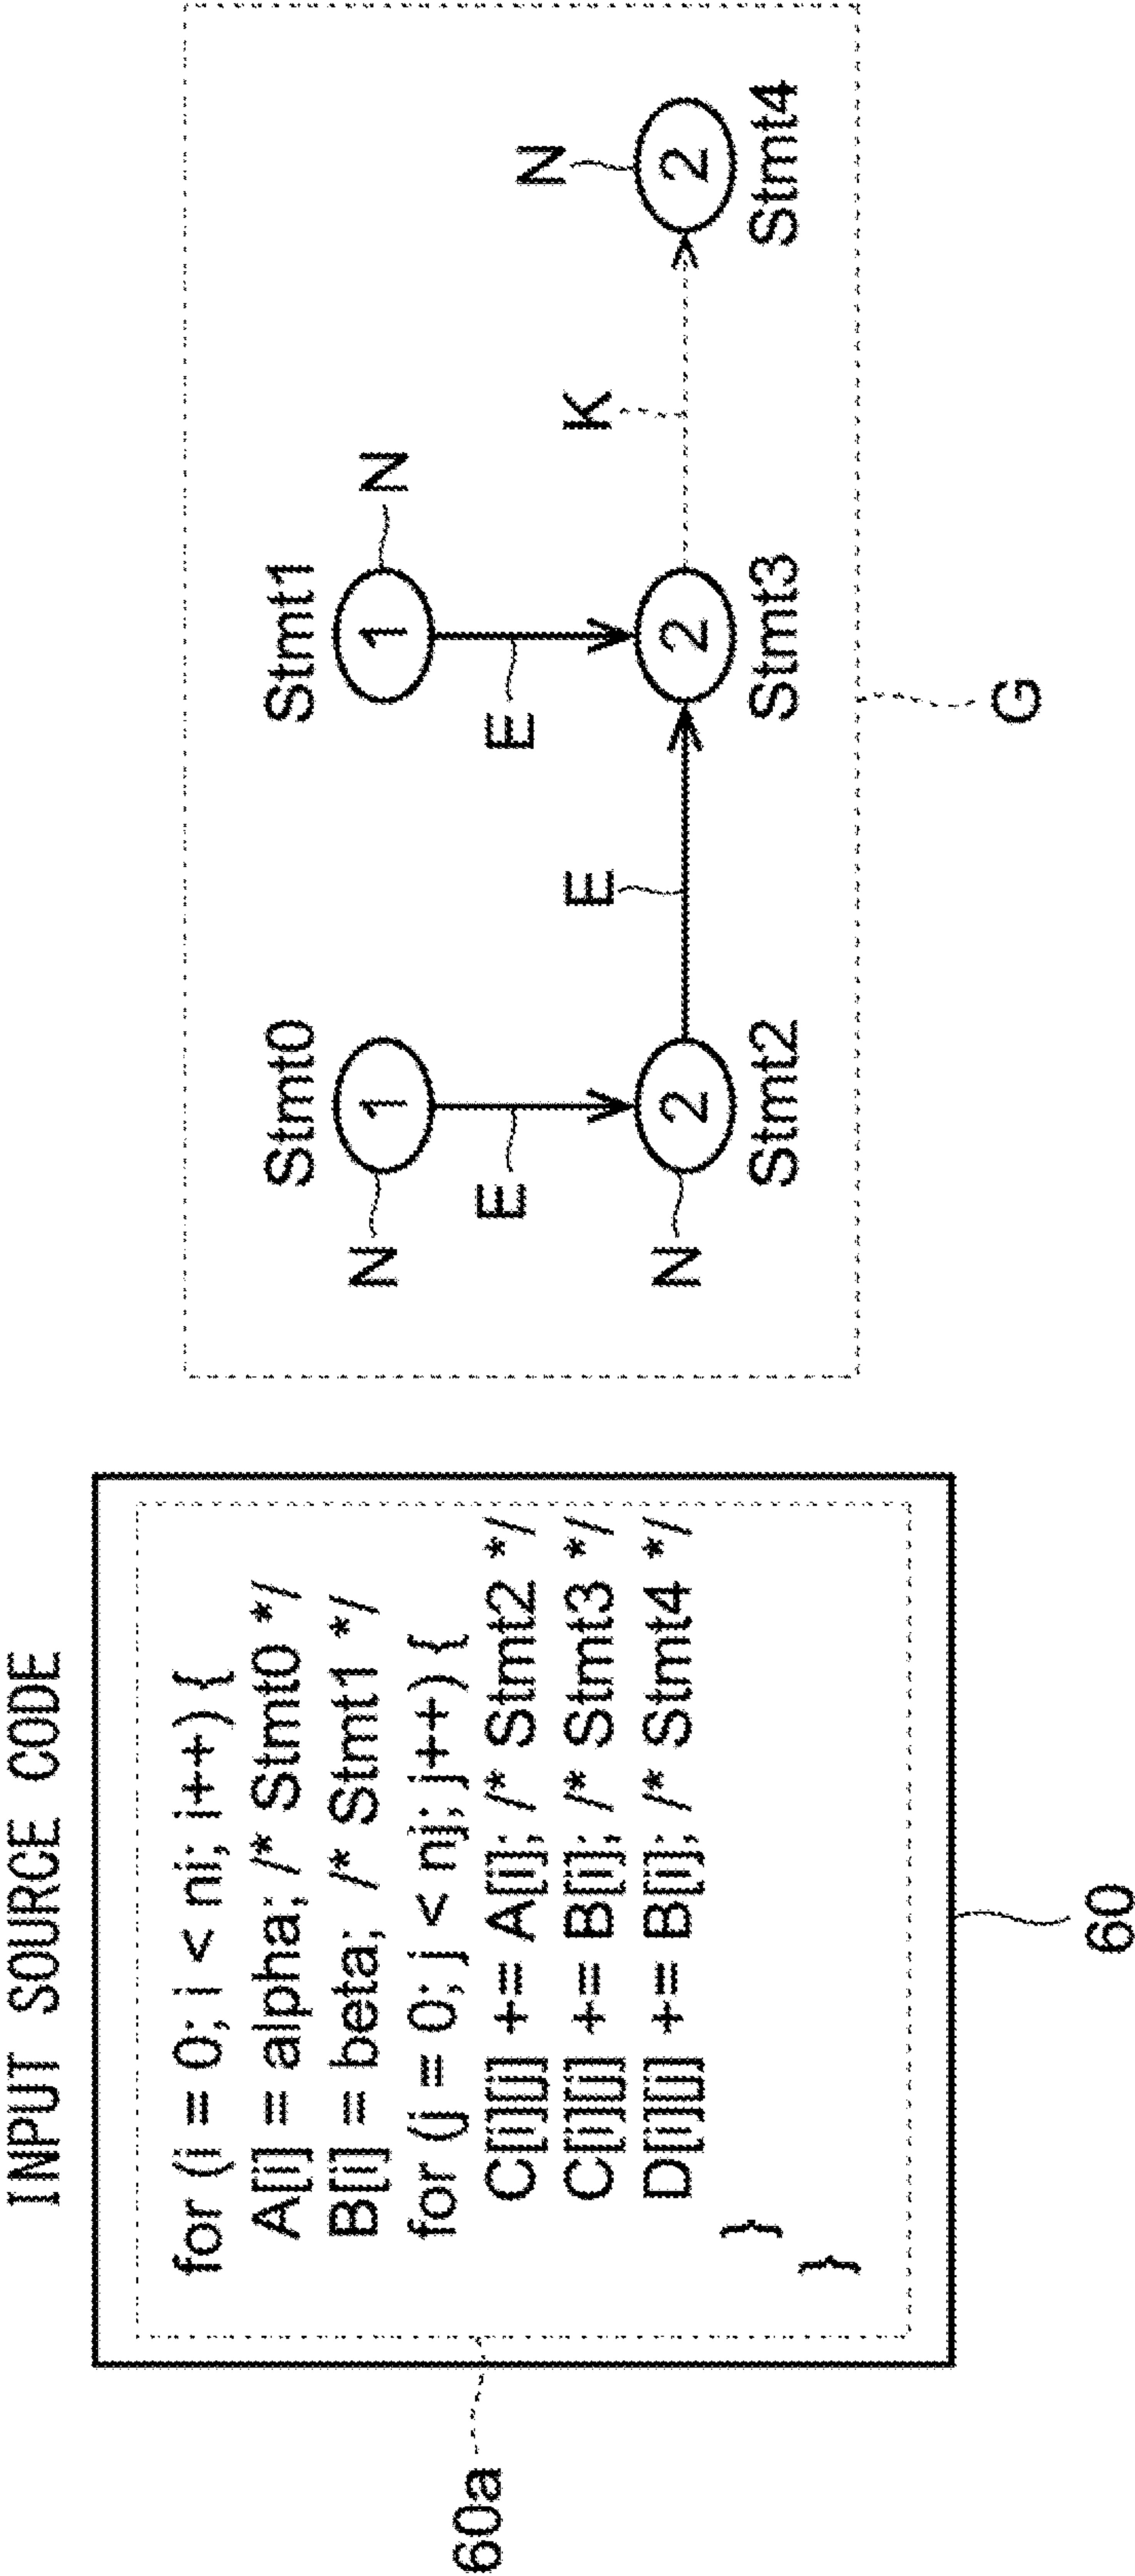 INPUT SOURCE CODE
for (i = 0; i < ni; i++) {
A[i] = alpha; /* Stmt0 */
B[i] = beta; /* Stmt1 */
for (j = 0; j < nj; j++) {
C[i][j] += A[i]; /* Stmt2 */
C[i][j] += B[i]; /* Stmt3 */
D[i][j] += B[i]; /* Stmt4 */
}
}
60a
60
Stmt0
Stmt1
N
1
1
N
E
E
N
E
K
N
2
2
2
Stmt2
Stmt3
Stmt4
G